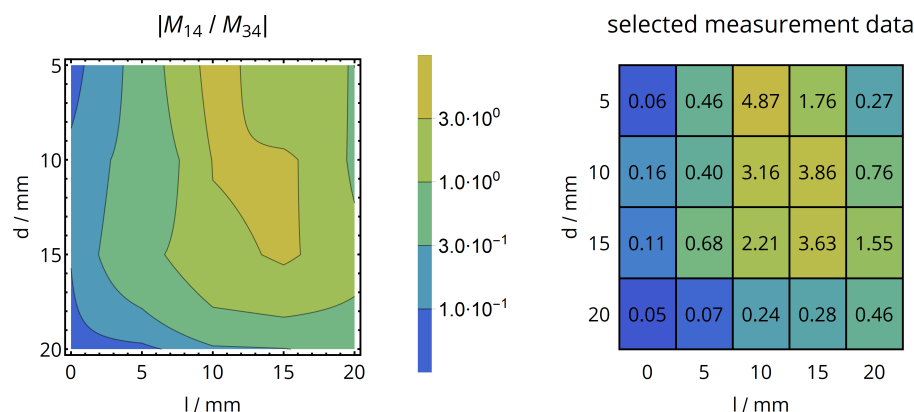 |M₁₄ / M₃₄|
5
10
15
20
d / mm
0 5 10 15 20
l / mm
3.0·10⁰
1.0·10⁰
3.0·10⁻¹
1.0·10⁻¹
selected measurement data
5 0.06 0.46 4.87 1.76 0.27
10 0.16 0.40 3.16 3.86 0.76
15 0.11 0.68 2.21 3.63 1.55
20 0.05 0.07 0.24 0.28 0.46
d / mm
0 5 10 15 20
l / mm